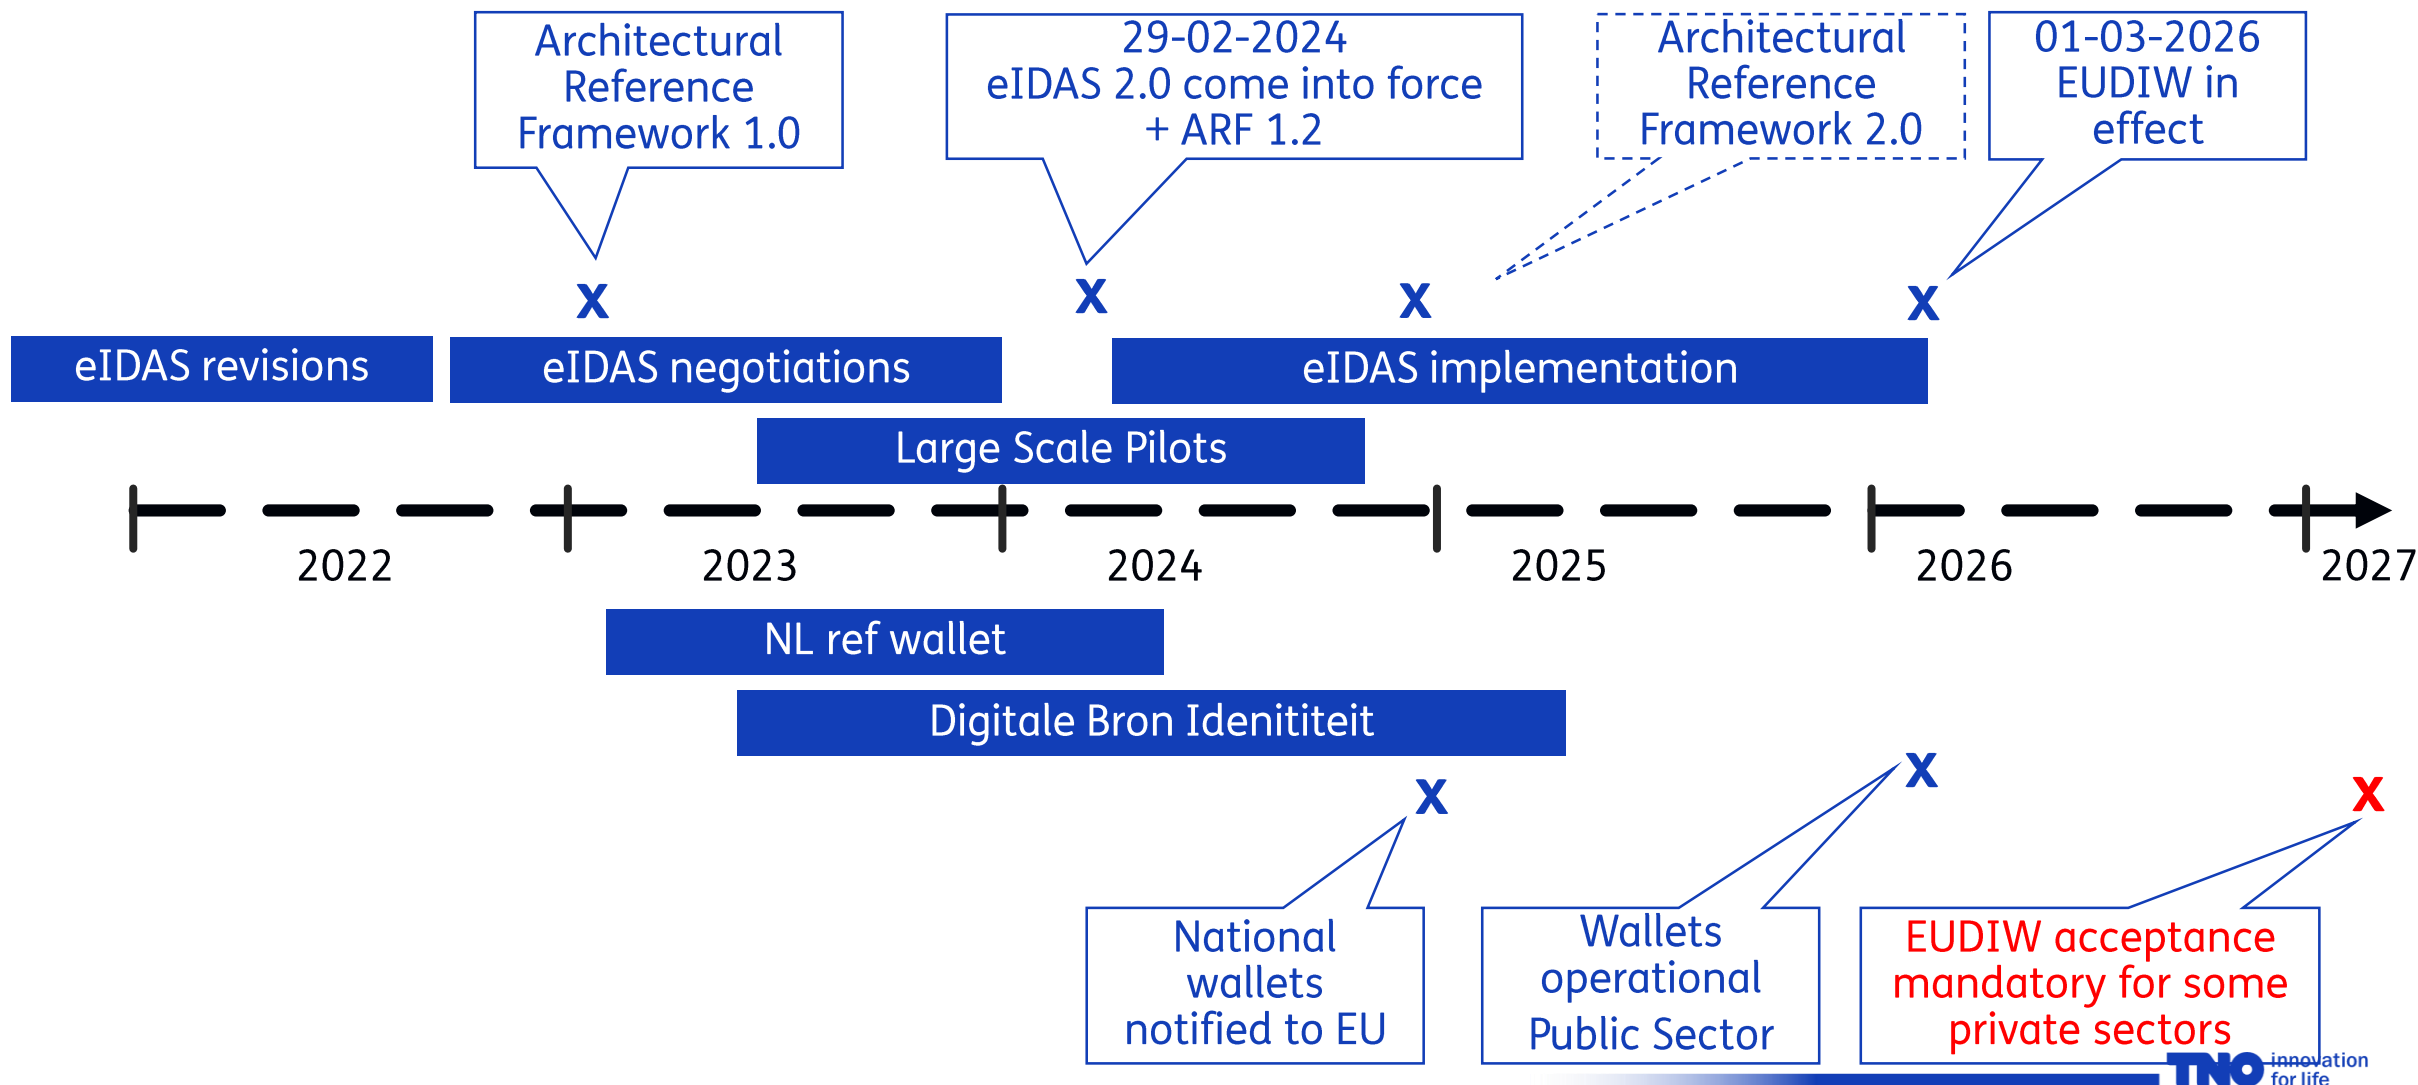 Architectural
Reference
Framework 1.0
29-02-2024
eIDAS 2.0 come into force
+ ARF 1.2
Architectural
Reference
Framework 2.0
01-03-2026
EUDIW in
effect
x
x
x
x
eIDAS revisions
eIDAS negotiations
eIDAS implementation
Large Scale Pilots
2022
2023
2024
2025
2026
2027
NL ref wallet
Digitale Bron Idenititeit
x
x
x
National
wallets
notified to EU
Wallets
operational
Public Sector
EUDIW acceptance
mandatory for some
private sectors
TNO innovation
for life